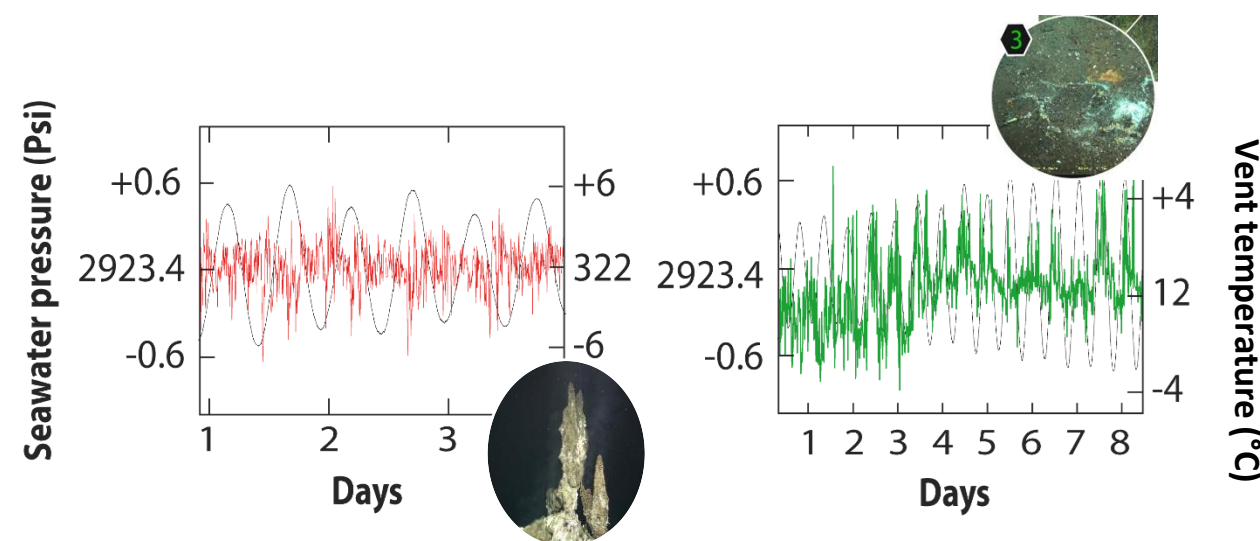 Seawater pressure (Psi)
+0.6
2923.4
-0.6
+6
322
-6
1 2 3
Days
3
+0.6
2923.4
-0.6
+4
12
-4
1 2 3 4 5 6 7 8
Days
Vent temperature (°C)